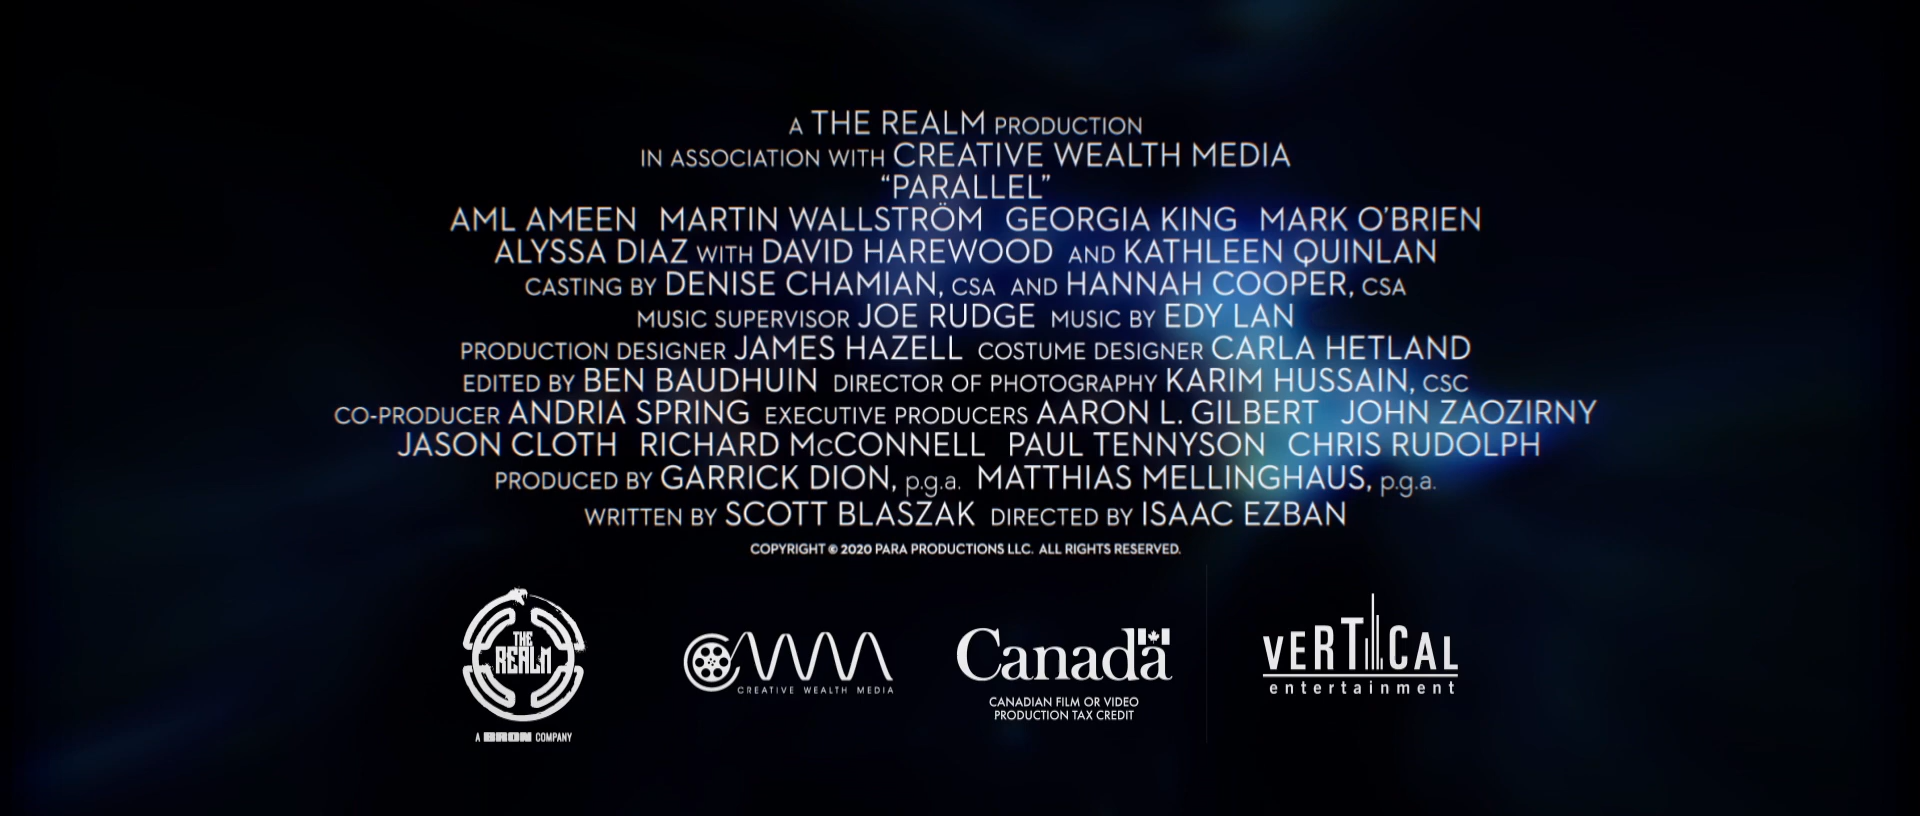 A THE REALM PRODUCTION
IN ASSOCIATION WITH CREATIVE WEALTH MEDIA
“PARALLEL”
AML AMEEN MARTIN WALLSTRÖM GEORGIA KING MARK O’BRIEN
ALYSSA DIAZ WITH DAVID HAREWOOD AND KATHLEEN QUINLAN
CASTING BY DENISE CHAMIAN, CSA AND HANNAH COOPER, CSA
MUSIC SUPERVISOR JOE RUDGE MUSIC BY EDY LAN
PRODUCTION DESIGNER JAMES HAZELL COSTUME DESIGNER CARLA HETLAND
EDITED BY BEN BAUDHUIN DIRECTOR OF PHOTOGRAPHY KARIM HUSSAIN, CSC
CO-PRODUCER ANDRIA SPRING EXECUTIVE PRODUCERS AARON L. GILBERT JOHN ZAOZIRNY
JASON CLOTH RICHARD McCONNELL PAUL TENNYSON CHRIS RUDOLPH
PRODUCED BY GARRICK DION, p.g.a. MATTHIAS MELLINGHAUS, p.g.a.
WRITTEN BY SCOTT BLASZAK DIRECTED BY ISAAC EZBAN
COPYRIGHT © 2020 PARA PRODUCTIONS LLC. ALL RIGHTS RESERVED.
THE
REALM
A BRON COMPANY
CWM
CREATIVE WEALTH MEDIA
Canada
CANADIAN FILM OR VIDEO
PRODUCTION TAX CREDIT
VERTICAL
entertainment